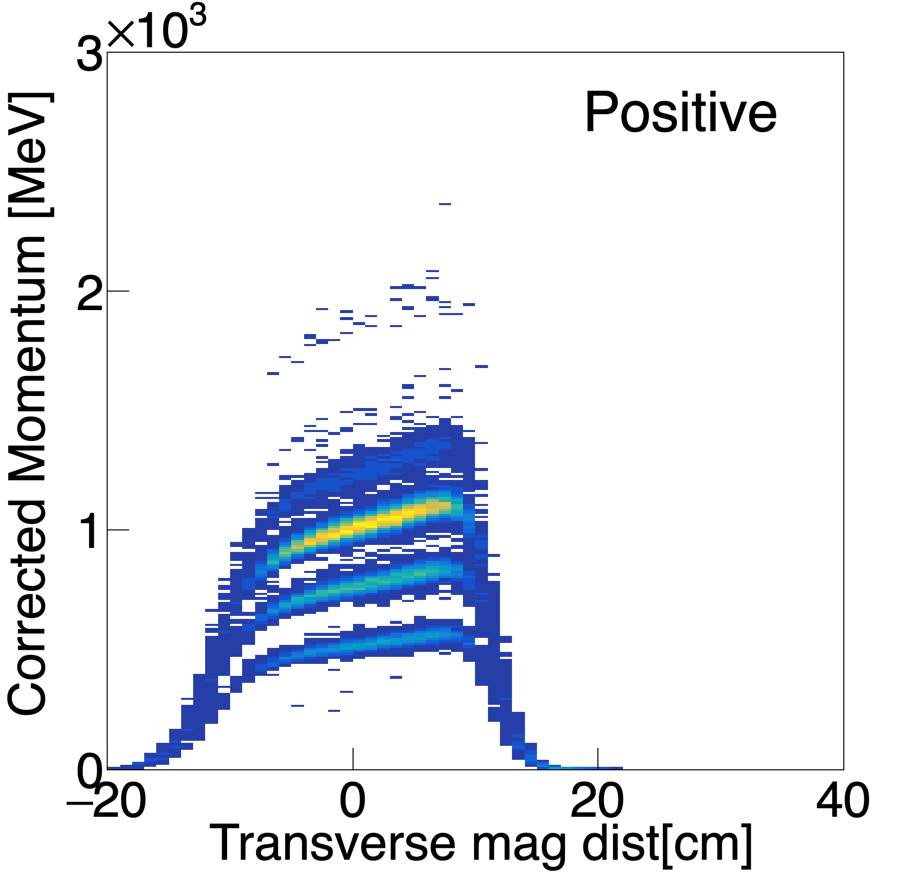 ×10³
3
2
1
0
Corrected Momentum [MeV]
Positive
−20 0 20 40
Transverse mag dist[cm]